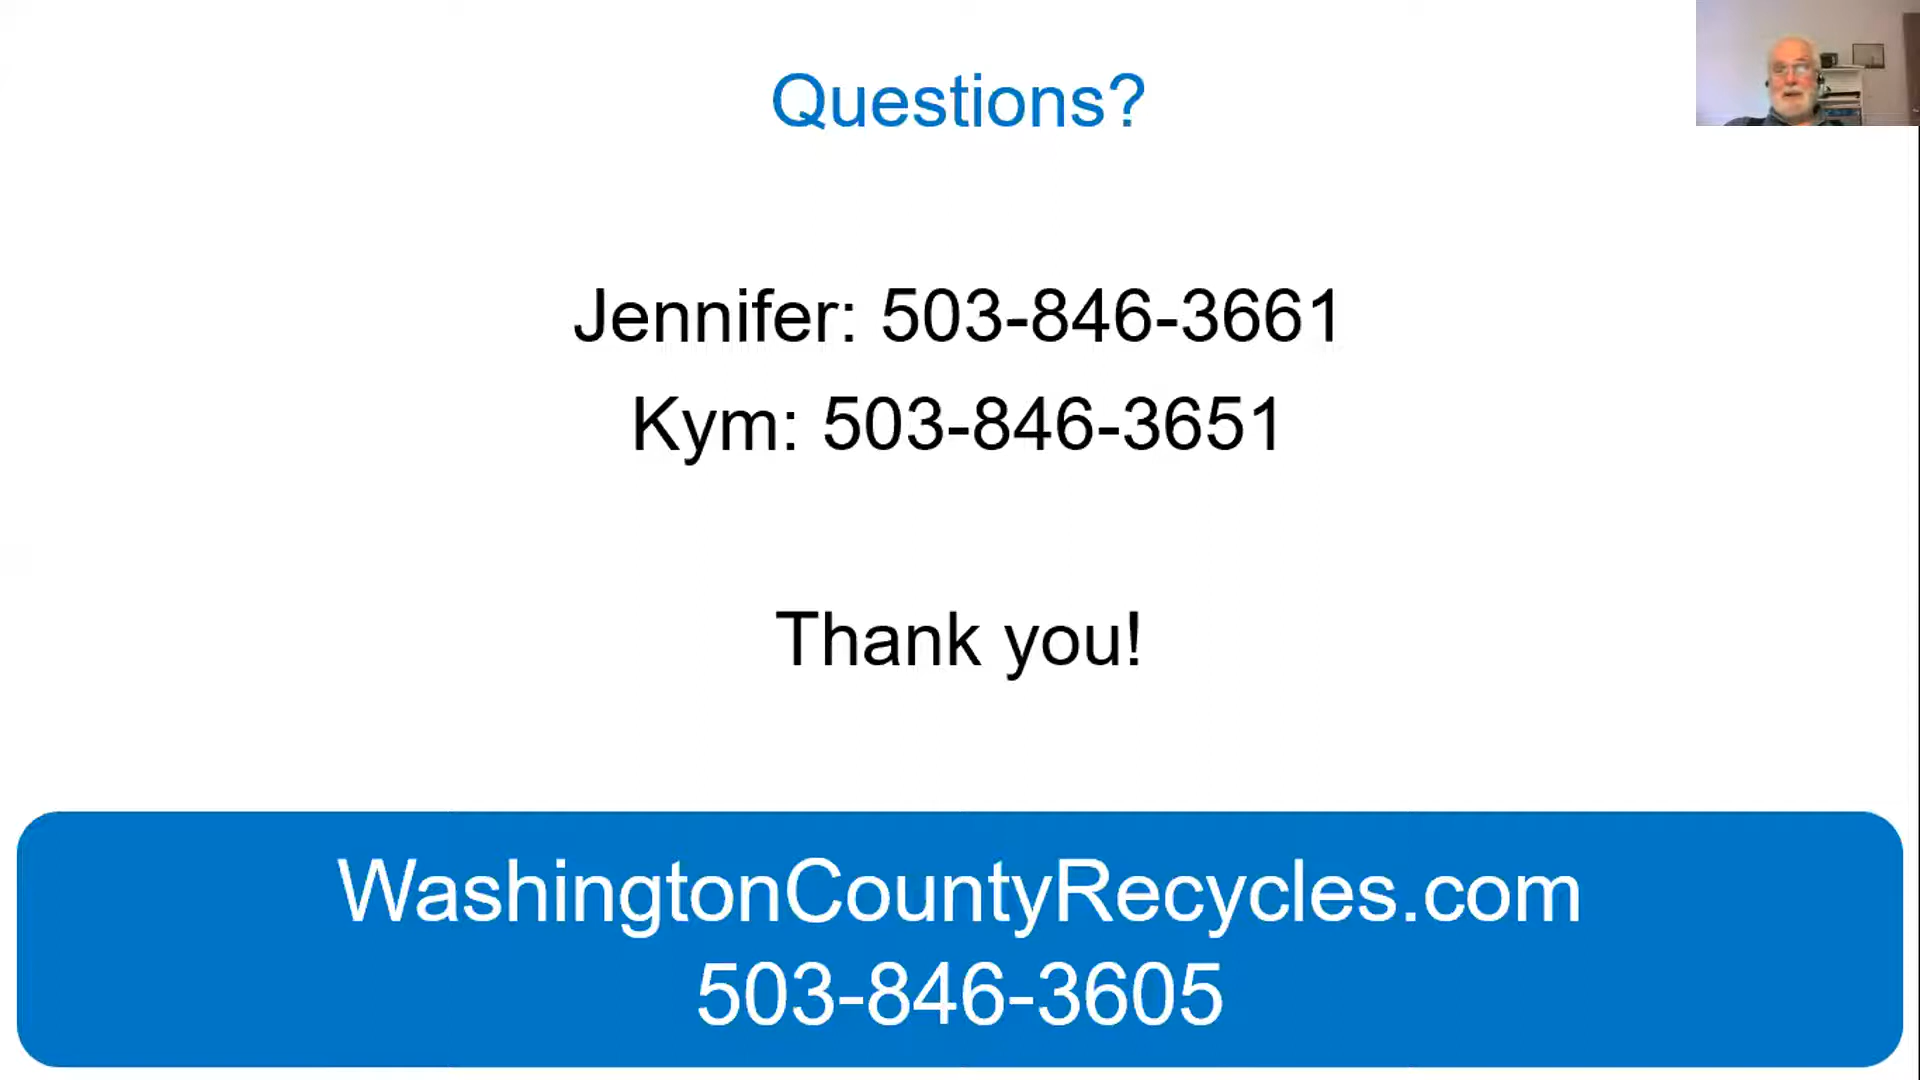 Questions?
Jennifer: 503-846-3661
Kym: 503-846-3651
Thank you!
WashingtonCountyRecycles.com
503-846-3605